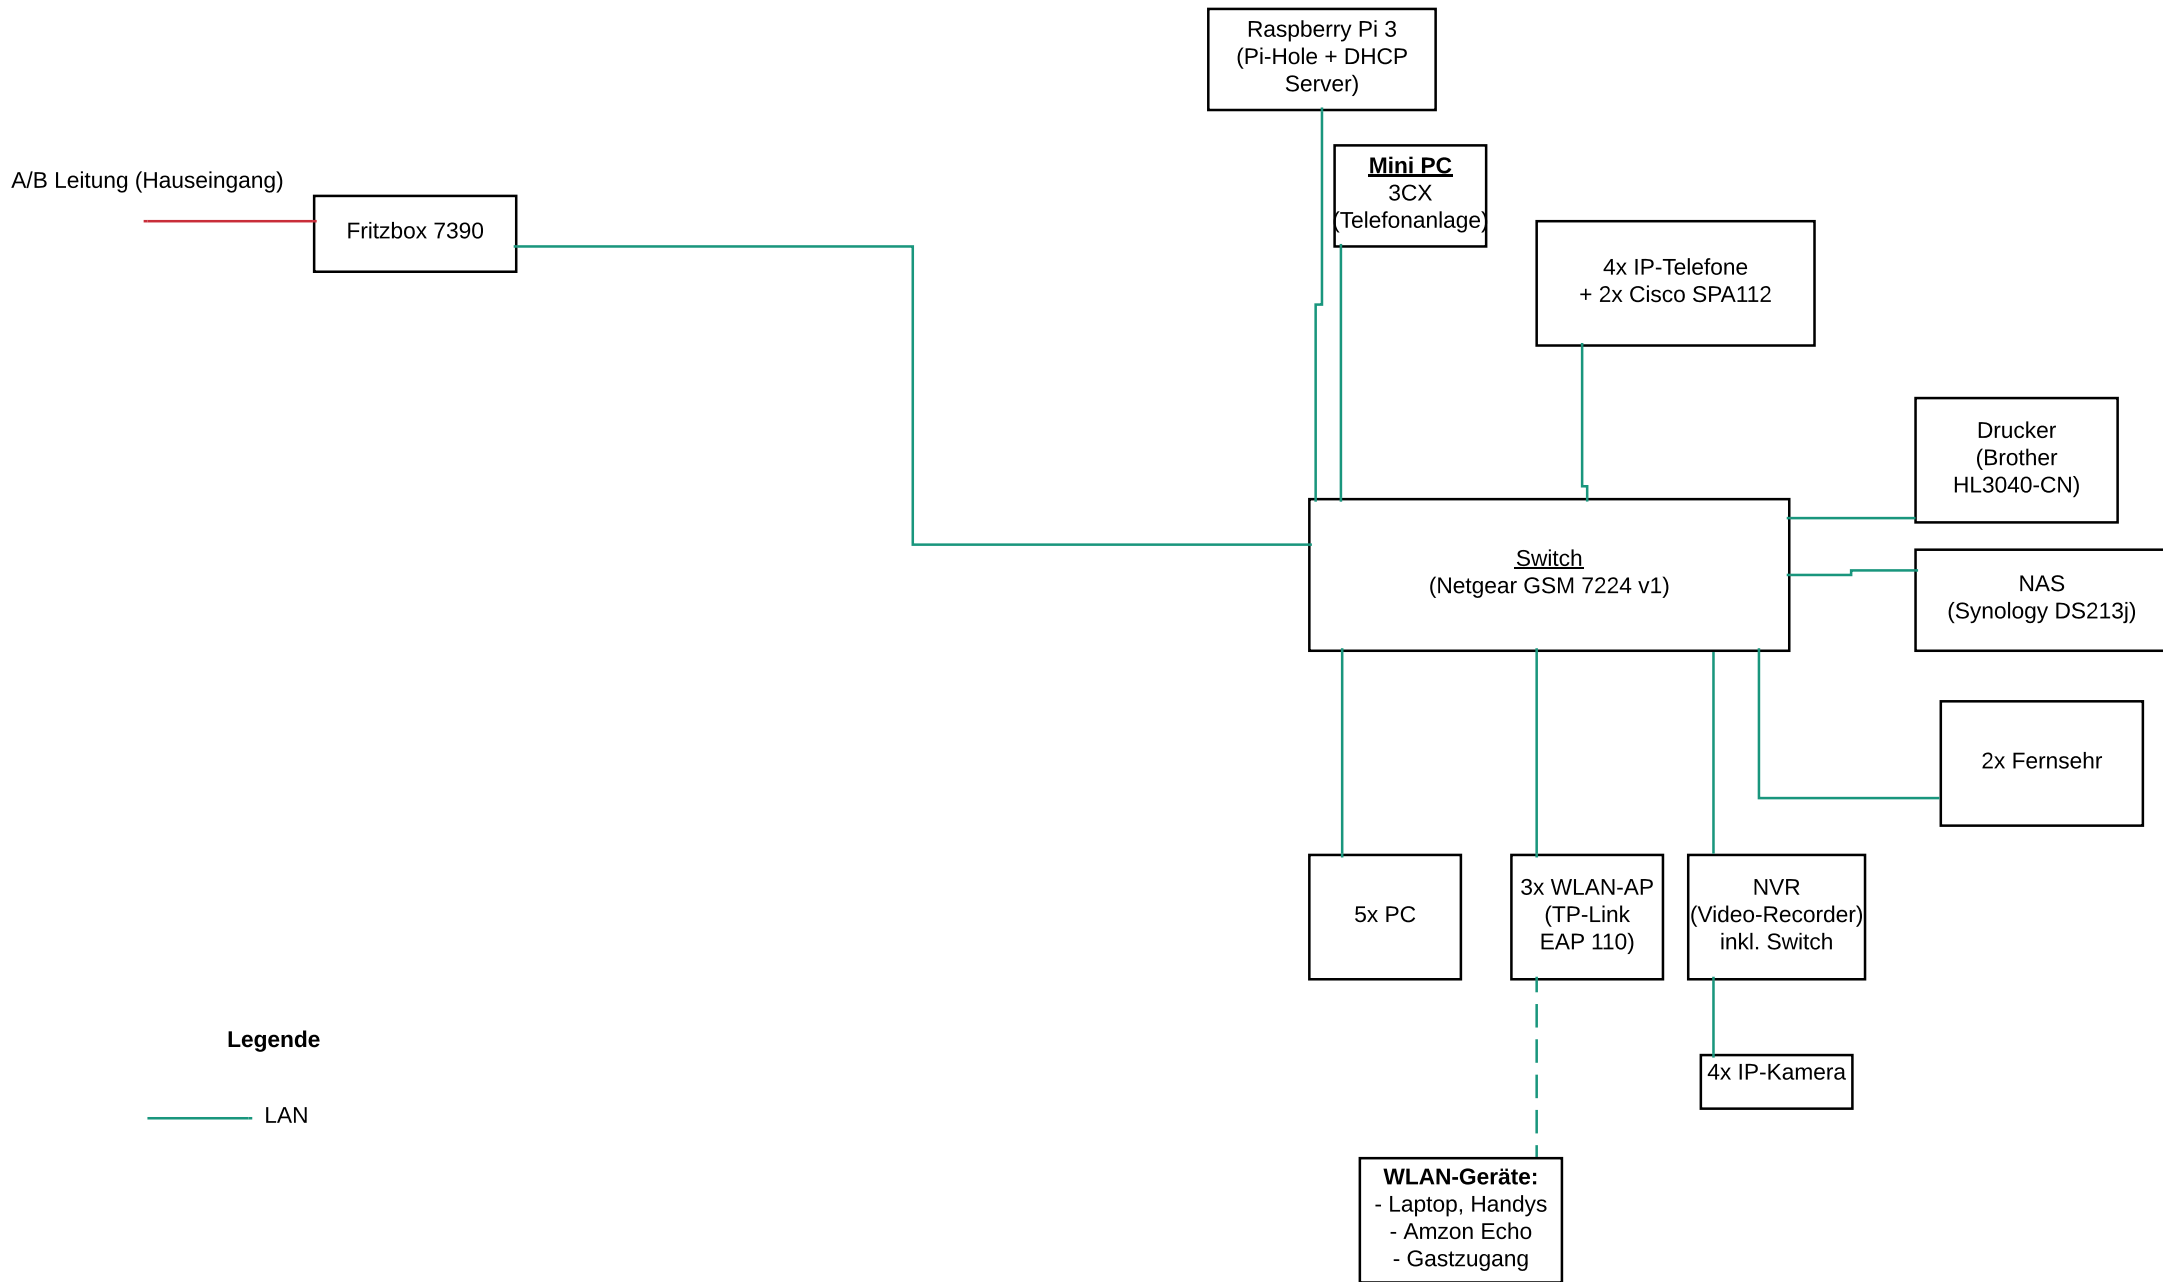 Raspberry Pi 3
(Pi-Hole + DHCP
Server)
Mini PC
3CX
(Telefonanlage)
A/B Leitung (Hauseingang)
Fritzbox 7390
4x IP-Telefone
+ 2x Cisco SPA112
Drucker
(Brother
HL3040-CN)
Switch
(Netgear GSM 7224 v1)
NAS
(Synology DS213j)
2x Fernsehr
5x PC
3x WLAN-AP
(TP-Link
EAP 110)
NVR
(Video-Recorder)
inkl. Switch
4x IP-Kamera
Legende
LAN
WLAN-Geräte:
- Laptop, Handys
- Amzon Echo
- Gastzugang